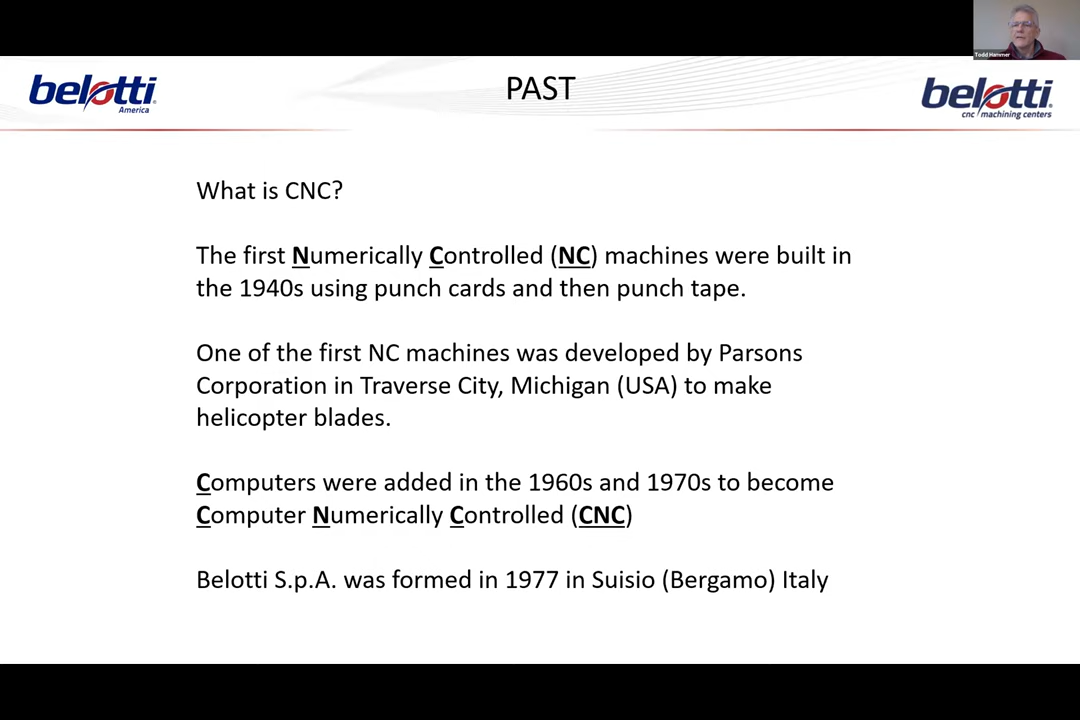 Todd Hammer
belotti
America
PAST
belotti
cnc machining centers
What is CNC?
The first Numerically Controlled (NC) machines were built in
the 1940s using punch cards and then punch tape.
One of the first NC machines was developed by Parsons
Corporation in Traverse City, Michigan (USA) to make
helicopter blades.
Computers were added in the 1960s and 1970s to become
Computer Numerically Controlled (CNC)
Belotti S.p.A. was formed in 1977 in Suisio (Bergamo) Italy